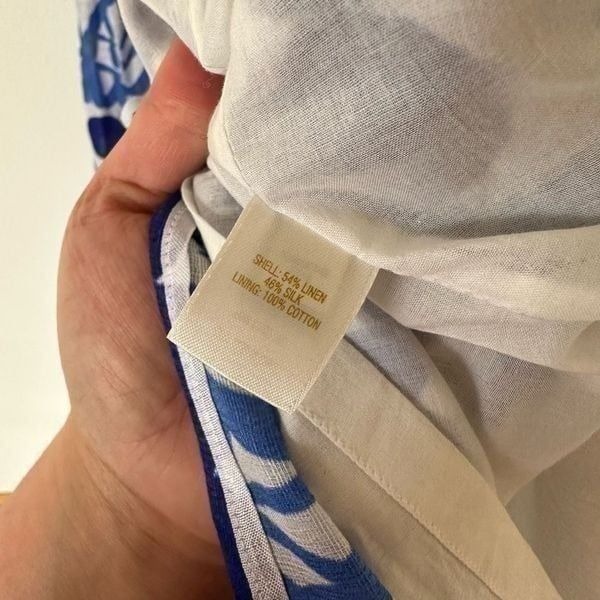 SHELL: 54% LINEN
46% SILK
LINING: 100% COTTON